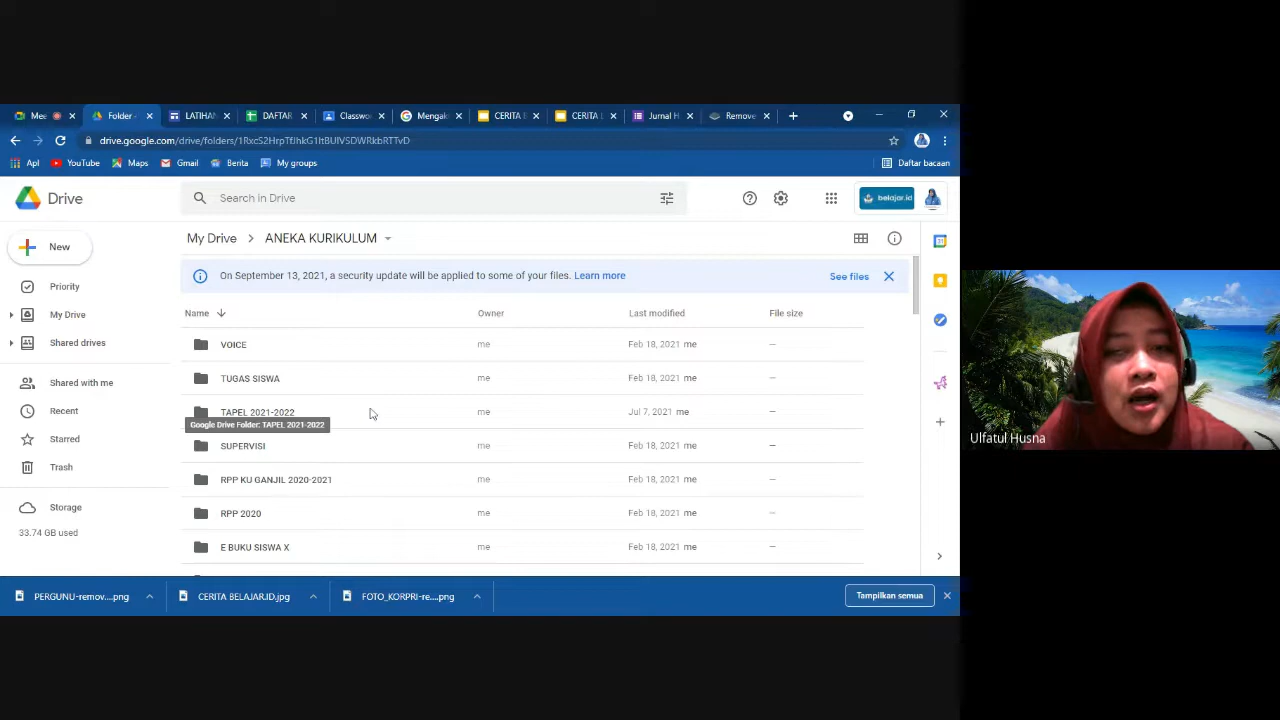 Mee
Folder -
LATIHAN
DAFTAR
Classwo
Mengak
CERITA B
CERITA
Jurnal H
Remove
drive.google.com/drive/folders/
Apl
YouTube
Maps
Gmail
Berita
My groups
Daftar bacaan
Drive
Search in Drive
belajar.id
New
My Drive
ANEKA KURIKULUM
On September 13, 2021, a security update will be applied to some of your files. Learn more
See files
Priority
My Drive
Shared drives
Shared with me
Recent
Starred
Trash
Storage
33.74 GB used
Name Owner Last modified File size
VOICE me Feb 18, 2021 me —
TUGAS SISWA me Feb 18, 2021 me —
TAPEL 2021-2022 me Jul 7, 2021 me —
Google Drive Folder: TAPEL 2021-2022
SUPERVISI me Feb 18, 2021 me —
RPP KU GANJIL 2020-2021 me Feb 18, 2021 me —
RPP 2020 me Feb 18, 2021 me —
E BUKU SISWA X me Feb 18, 2021 me —
PERGUNU-remov....png
CERITA BELAJAR.ID.jpg
FOTO_KORPRI-re....png
Tampilkan semua
Ulfatul Husna